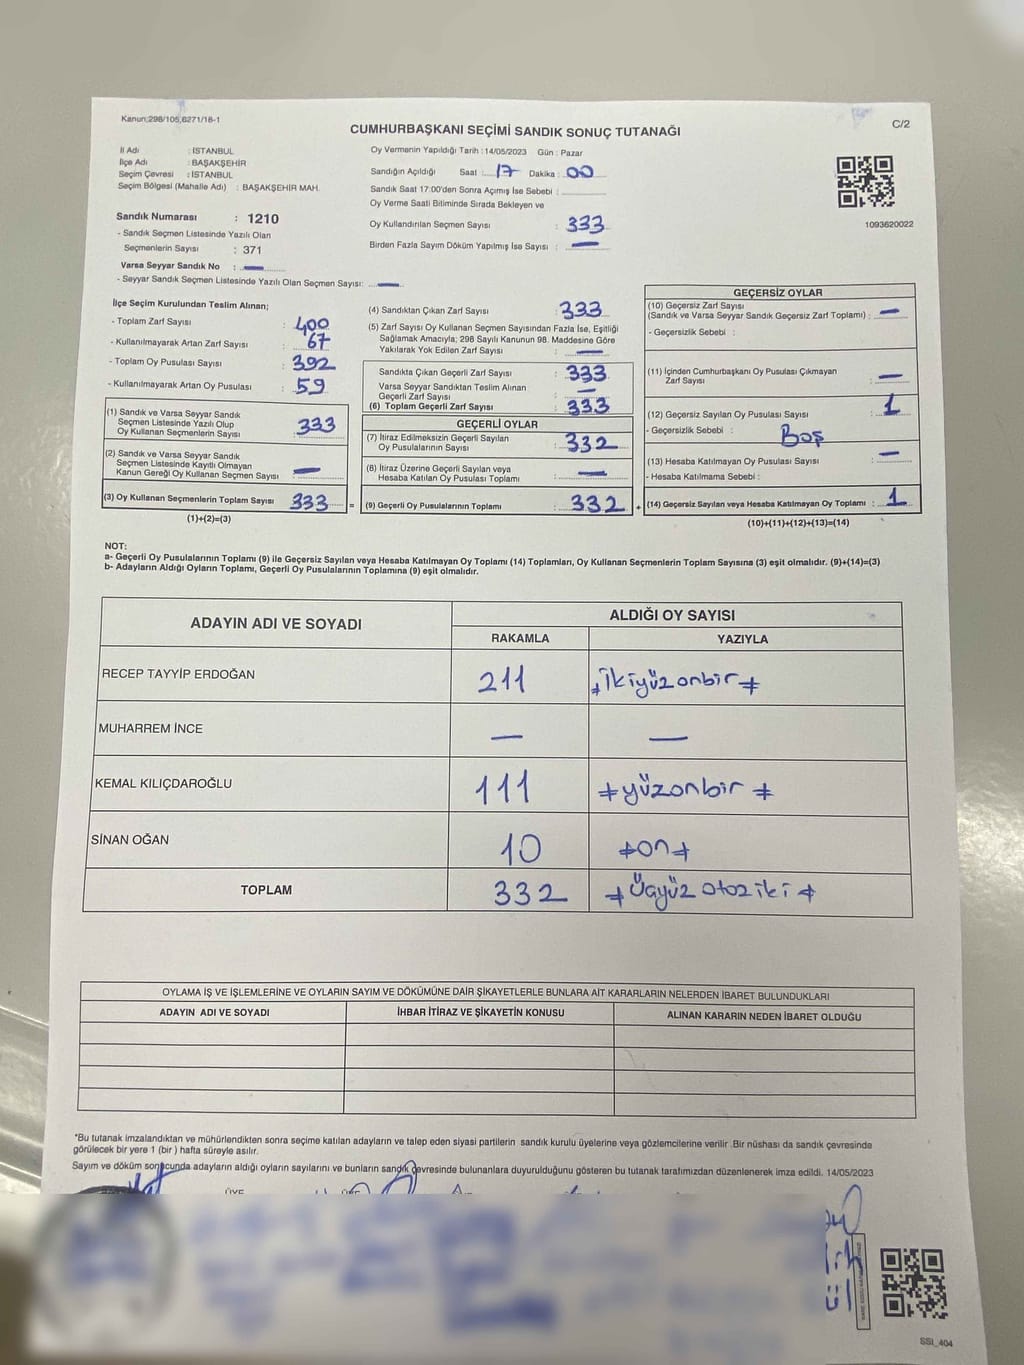 Kanun:298/105,6271/18-1
C/2
CUMHURBAŞKANI SEÇİMİ SANDIK SONUÇ TUTANAĞI
İl Adı : İSTANBUL
İlçe Adı : BAŞAKŞEHİR
Seçim Çevresi : İSTANBUL
Seçim Bölgesi (Mahalle Adı) : BAŞAKŞEHİR MAH.
Sandık Numarası : 1210
- Sandık Seçmen Listesinde Yazılı Olan
Seçmenlerin Sayısı : 371
Varsa Seyyar Sandık No : —
- Seyyar Sandık Seçmen Listesinde Yazılı Olan Seçmen Sayısı: —
Oy Vermenin Yapıldığı Tarih : 14/05/2023 Gün : Pazar
Sandığın Açıldığı Saat : 17 Dakika : 00
Sandık Saat 17:00'den Sonra Açımış İse Sebebi :
Oy Verme Saati Bitiminde Sırada Bekleyen ve
Oy Kullandırılan Seçmen Sayısı : 333
Birden Fazla Sayım Döküm Yapılmış İse Sayısı : —
1093620022
İlçe Seçim Kurulundan Teslim Alınan;
- Toplam Zarf Sayısı : 400
- Kullanılmayarak Artan Zarf Sayısı : 67
- Toplam Oy Pusulası Sayısı : 392
- Kullanılmayarak Artan Oy Pusulası : 59
(1) Sandık ve Varsa Seyyar Sandık
Seçmen Listesinde Yazılı Olup
Oy Kullanan Seçmenlerin Sayısı : 333
(2) Sandık ve Varsa Seyyar Sandık
Seçmen Listesinde Kayıtlı Olmayan
Kanun Gereği Oy Kullanan Seçmen Sayısı : —
(3) Oy Kullanan Seçmenlerin Toplam Sayısı : 333 =
(1)+(2)=(3)
(4) Sandıktan Çıkan Zarf Sayısı : 333
(5) Zarf Sayısı Oy Kullanan Seçmen Sayısından Fazla İse, Eşitliği
Sağlamak Amacıyla; 298 Sayılı Kanunun 98. Maddesine Göre
Yakılarak Yok Edilen Zarf Sayısı : —
Sandıkta Çıkan Geçerli Zarf Sayısı : 333
Varsa Seyyar Sandıktan Teslim Alınan
Geçerli Zarf Sayısı : —
(6) Toplam Geçerli Zarf Sayısı : 333
GEÇERLİ OYLAR
(7) İtiraz Edilmeksizin Geçerli Sayılan
Oy Pusulalarının Sayısı : 332
(8) İtiraz Üzerine Geçerli Sayılan veya
Hesaba Katılan Oy Pusulası Toplamı : —
(9) Geçerli Oy Pusulalarının Toplamı : 332 +
GEÇERSİZ OYLAR
(10) Geçersiz Zarf Sayısı
(Sandık ve Varsa Seyyar Sandık Geçersiz Zarf Toplamı) : —
- Geçersizlik Sebebi :
(11) İçinden Cumhurbaşkanı Oy Pusulası Çıkmayan
Zarf Sayısı : —
(12) Geçersiz Sayılan Oy Pusulası Sayısı : 1
- Geçersizlik Sebebi : Boş
(13) Hesaba Katılmayan Oy Pusulası Sayısı : —
- Hesaba Katılmama Sebebi :
(14) Geçersiz Sayılan veya Hesaba Katılmayan Oy Toplamı : 1
(10)+(11)+(12)+(13)=(14)
NOT:
a- Geçerli Oy Pusulalarının Toplamı (9) ile Geçersiz Sayılan veya Hesaba Katılmayan Oy Toplamı (14) Toplamları, Oy Kullanan Seçmenlerin Toplam Sayısına (3) eşit olmalıdır. (9)+(14)=(3)
b- Adayların Aldığı Oyların Toplamı, Geçerli Oy Pusulalarının Toplamına (9) eşit olmalıdır.
ADAYIN ADI VE SOYADI
ALDIĞI OY SAYISI
RAKAMLA YAZIYLA
RECEP TAYYİP ERDOĞAN 211 ikiyüzonbir
MUHARREM İNCE — —
KEMAL KILIÇDAROĞLU 111 yüzonbir
SİNAN OĞAN 10 on
TOPLAM 332 Üçyüz otoziki
OYLAMA İŞ VE İŞLEMLERİNE VE OYLARIN SAYIM VE DÖKÜMÜNE DAİR ŞİKAYETLERLE BUNLARA AİT KARARLARIN NELERDEN İBARET BULUNDUKLARI
ADAYIN ADI VE SOYADI İHBAR İTİRAZ VE ŞİKAYETİN KONUSU ALINAN KARARIN NEDEN İBARET OLDUĞU
*Bu tutanak imzalandıktan ve mühürlendikten sonra seçime katılan adayların ve talep eden siyasi partilerin sandık kurulu üyelerine veya gözlemcilerine verilir .Bir nüshası da sandık çevresinde
görülecek bir yere 1 (bir ) hafta süreyle asılır.
Sayım ve döküm sonucunda adayların aldığı oyların sayılarını ve bunların sandık çevresinde bulunanlara duyurulduğunu gösteren bu tutanak tarafımızdan düzenlenerek imza edildi. 14/05/2023
ÜYE
SSI_404